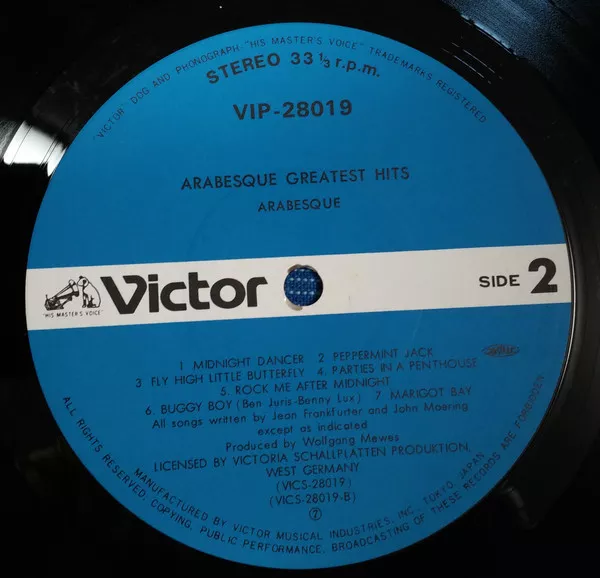 "VICTOR" DOG AND PHONOGRAPH "HIS MASTER'S VOICE" TRADEMARKS REGISTERED
STEREO 33 1/3 r.p.m.
VIP-28019
ARABESQUE GREATEST HITS
ARABESQUE
"HIS MASTER'S VOICE"
Victor
SIDE 2
1 MIDNIGHT DANCER 2 PEPPERMINT JACK
3 FLY HIGH LITTLE BUTTERFLY 4. PARTIES IN A PENTHOUSE
5. ROCK ME AFTER MIDNIGHT
6. BUGGY BOY (Ben Juris-Benny Lux) 7 MARIGOT BAY
All songs written by Jean Frankfurter and John Moering
except as indicated
Produced by Wolfgang Mewes
LICENSED BY VICTORIA SCHALLPLATTEN PRODUKTION,
WEST GERMANY
(VICS-28019)
(VICS-28019-B)
⑦
MANUFACTURED BY VICTOR MUSICAL INDUSTRIES, INC. TOKYO, JAPAN
ALL RIGHTS RESERVED, COPYING, PUBLIC PERFORMANCE, BROADCASTING OF THESE RECORDS ARE FORBIDDEN